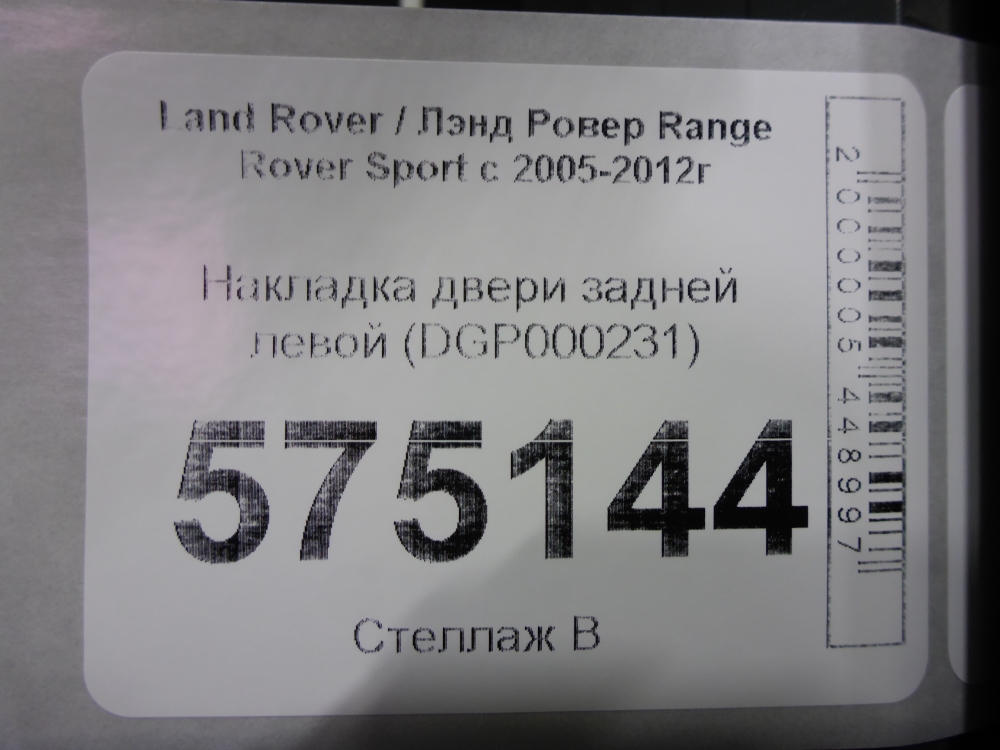 Land Rover / Лэнд Ровер Range
Rover Sport с 2005-2012г
Накладка двери задней
левой (DGP000231)
575144
Стеллаж В
2000005448997